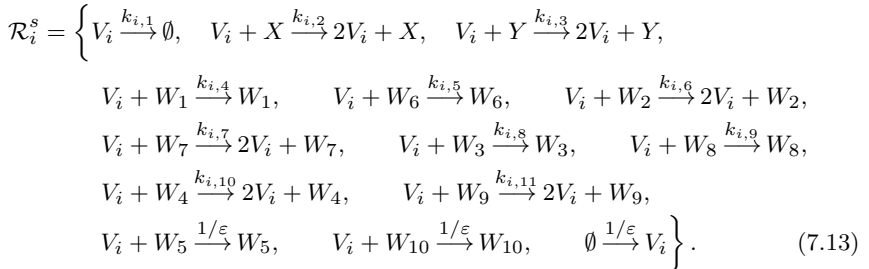 $\mathcal{R}_i^s = \Big\{ V_i \xrightarrow{k_{i,1}} \emptyset, \quad V_i + X \xrightarrow{k_{i,2}} 2V_i + X, \quad V_i + Y \xrightarrow{k_{i,3}} 2V_i + Y,$
$V_i + W_1 \xrightarrow{k_{i,4}} W_1, \quad V_i + W_6 \xrightarrow{k_{i,5}} W_6, \quad V_i + W_2 \xrightarrow{k_{i,6}} 2V_i + W_2,$
$V_i + W_7 \xrightarrow{k_{i,7}} 2V_i + W_7, \quad V_i + W_3 \xrightarrow{k_{i,8}} W_3, \quad V_i + W_8 \xrightarrow{k_{i,9}} W_8,$
$V_i + W_4 \xrightarrow{k_{i,10}} 2V_i + W_4, \quad V_i + W_9 \xrightarrow{k_{i,11}} 2V_i + W_9,$
$V_i + W_5 \xrightarrow{1/\varepsilon} W_5, \quad V_i + W_{10} \xrightarrow{1/\varepsilon} W_{10}, \quad \emptyset \xrightarrow{1/\varepsilon} V_i \Big\}. \quad (7.13)$